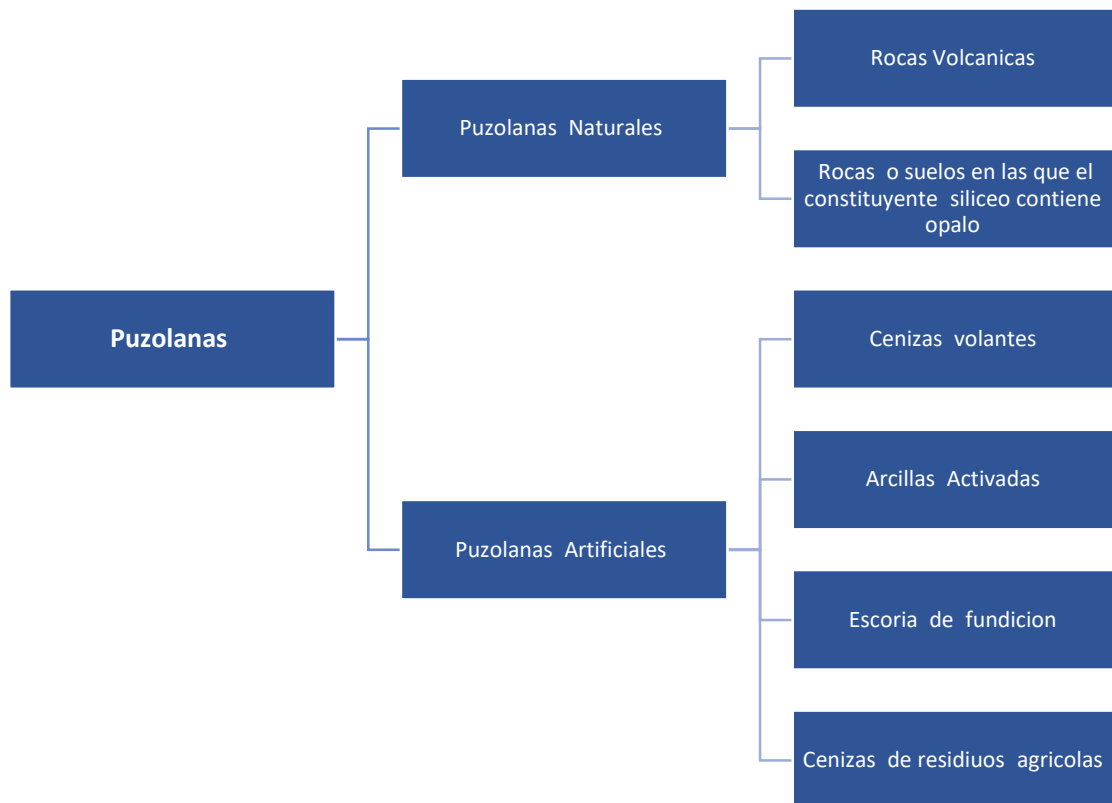 Puzolanas
Puzolanas Naturales
Rocas Volcanicas
Rocas o suelos en las que el
constituyente siliceo contiene
opalo
Puzolanas Artificiales
Cenizas volantes
Arcillas Activadas
Escoria de fundicion
Cenizas de residiuos agricolas